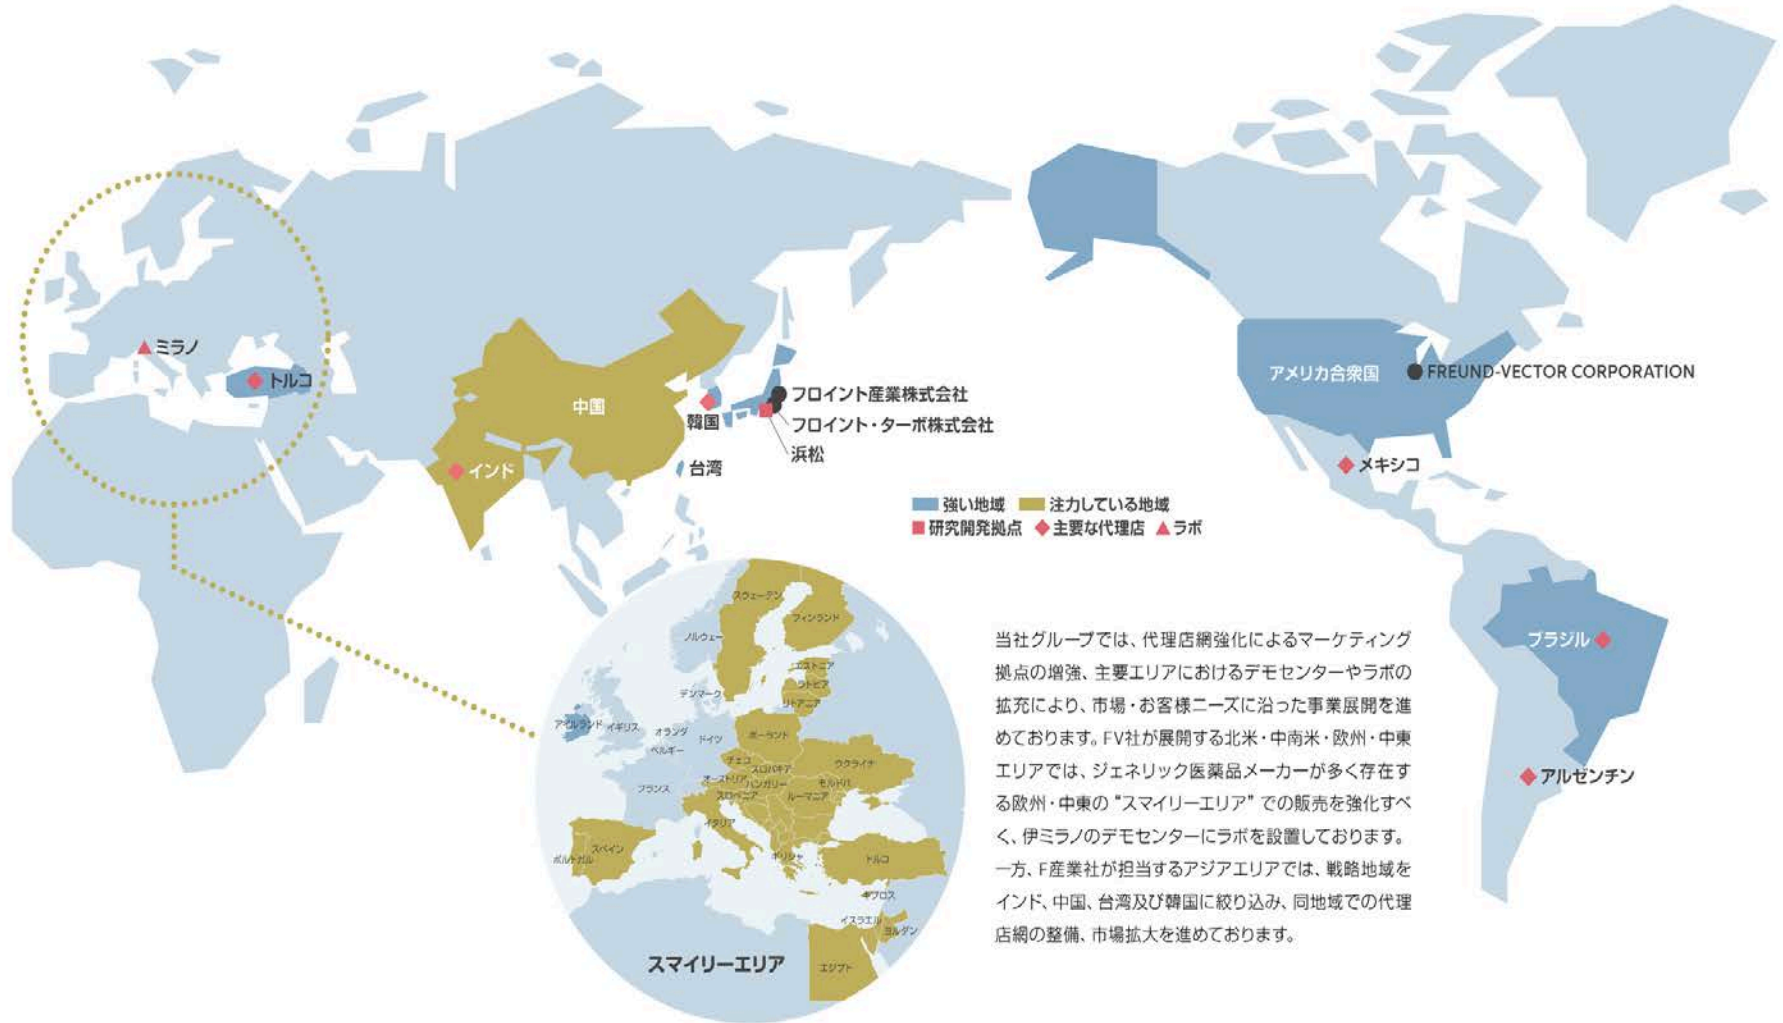 ミラノ
トルコ
中国
インド
韓国
台湾
フロイント産業株式会社
フロイント・ターボ株式会社
浜松
アメリカ合衆国
FREUND-VECTOR CORPORATION
メキシコ
ブラジル
アルゼンチン
強い地域 注力している地域
研究開発拠点 主要な代理店 ラボ
スウェーデン
フィンランド
ノルウェー
エストニア
ラトビア
リトアニア
デンマーク
アイルランド
イギリス
オランダ
ベルギー
ドイツ
ポーランド
チェコ
スロバキア
ウクライナ
オーストリア
ハンガリー
モルドバ
フランス
スロベニア
ルーマニア
イタリア
スペイン
ポルトガル
ギリシャ
トルコ
キプロス
イスラエル
ヨルダン
エジプト
スマイリーエリア
当社グループでは、代理店網強化によるマーケティング
拠点の増強、主要エリアにおけるデモセンターやラボの
拡充により、市場・お客様ニーズに沿った事業展開を進
めております。FV社が展開する北米・中南米・欧州・中東
エリアでは、ジェネリック医薬品メーカーが多く存在す
る欧州・中東の“スマイリーエリア”での販売を強化すべ
く、伊ミラノのデモセンターにラボを設置しております。
一方、F産業社が担当するアジアエリアでは、戦略地域を
インド、中国、台湾及び韓国に絞り込み、同地域での代理
店網の整備、市場拡大を進めております。